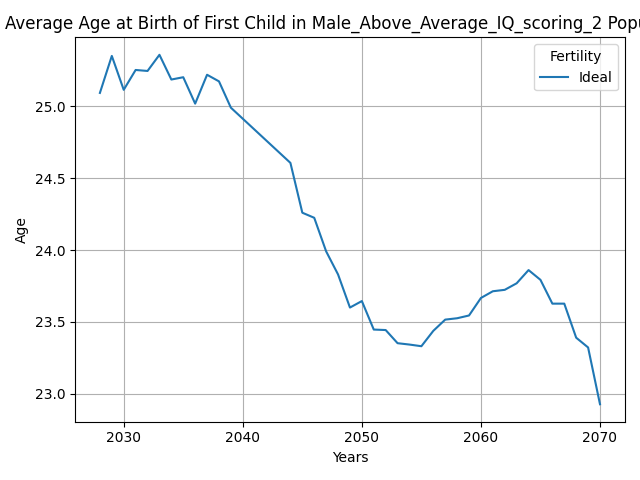 Average Age at Birth of First Child in Male_Above_Average_IQ_scoring_2 Popu
Fertility
Ideal
25.0
24.5
24.0
23.5
23.0
Age
2030 2040 2050 2060 2070
Years